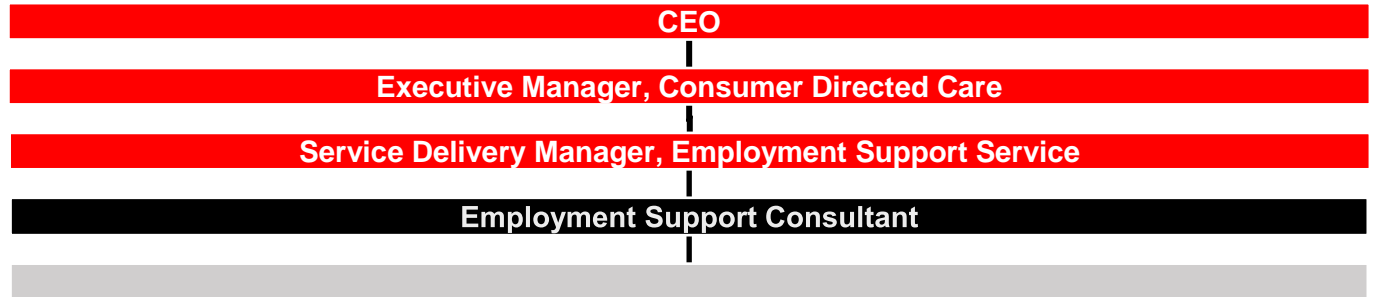 CEO
Executive Manager, Consumer Directed Care
Service Delivery Manager, Employment Support Service
Employment Support Consultant